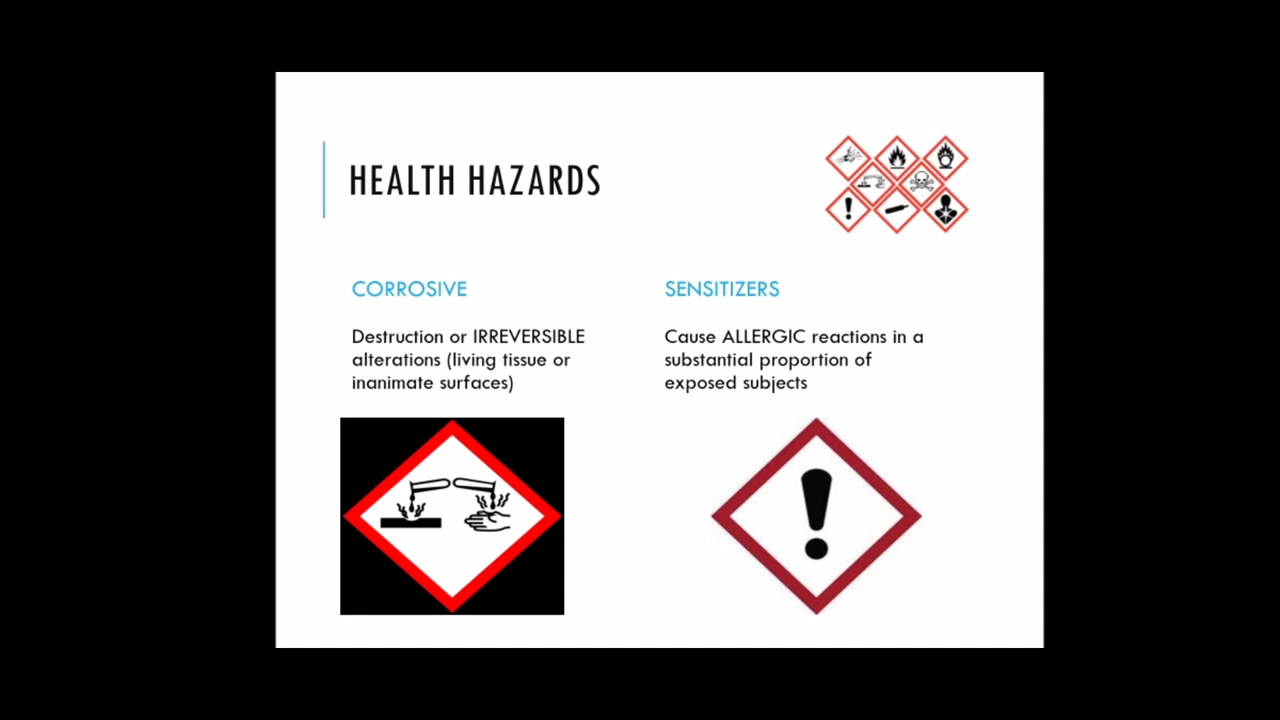 HEALTH HAZARDS
CORROSIVE
Destruction or IRREVERSIBLE
alterations (living tissue or
inanimate surfaces)
SENSITIZERS
Cause ALLERGIC reactions in a
substantial proportion of
exposed subjects